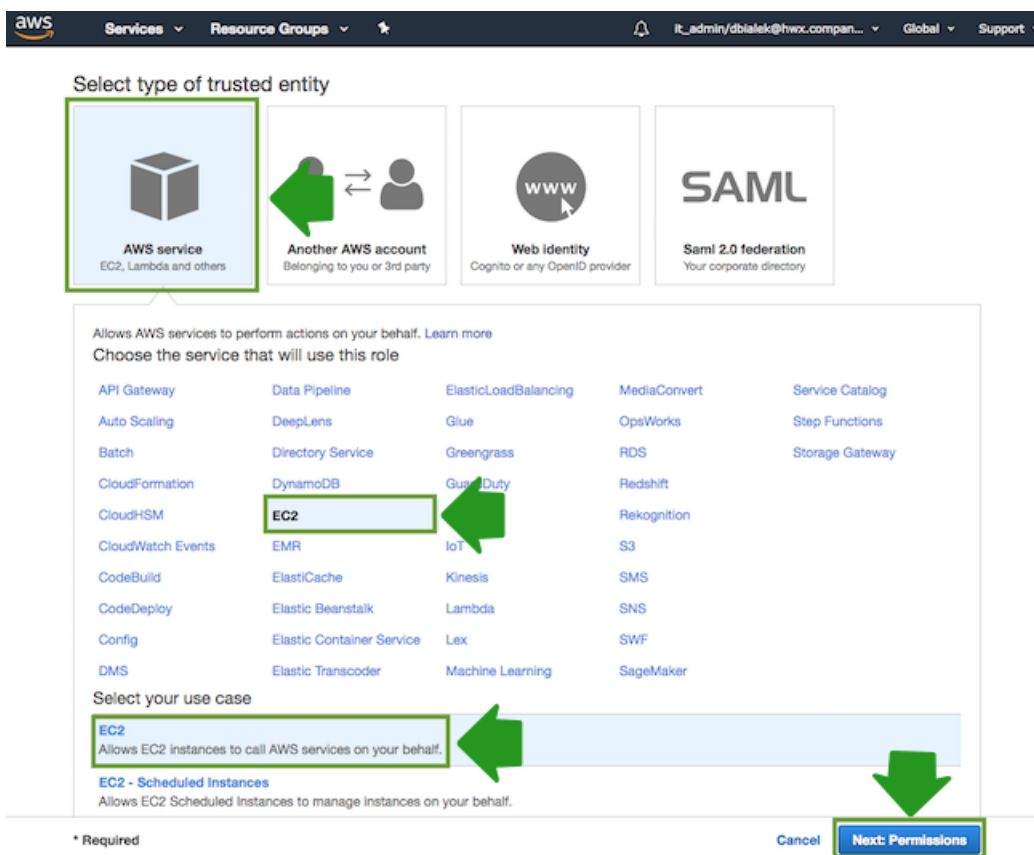 aws Services Resource Groups it_admin/dbialek@hwx.compan... Global Support
Select type of trusted entity
www SAML
AWS service Another AWS account Web identity Saml 2.0 federation
EC2, Lambda and others Belonging to you or 3rd party Cognito or any OpenID provider Your corporate directory
Allows AWS services to perform actions on your behalf. Learn more
Choose the service that will use this role
API Gateway Data Pipeline ElasticLoadBalancing MediaConvert Service Catalog
Auto Scaling DeepLens Glue OpsWorks Step Functions
Batch Directory Service Greengrass RDS Storage Gateway
CloudFormation DynamoDB GuardDuty Redshift
CloudHSM EC2 Rekognition
CloudWatch Events EMR IoT S3
CodeBuild ElastiCache Kinesis SMS
CodeDeploy Elastic Beanstalk Lambda SNS
Config Elastic Container Service Lex SWF
DMS Elastic Transcoder Machine Learning SageMaker
Select your use case
EC2
Allows EC2 instances to call AWS services on your behalf.
EC2 - Scheduled Instances
Allows EC2 Scheduled Instances to manage instances on your behalf.
* Required Cancel Next: Permissions